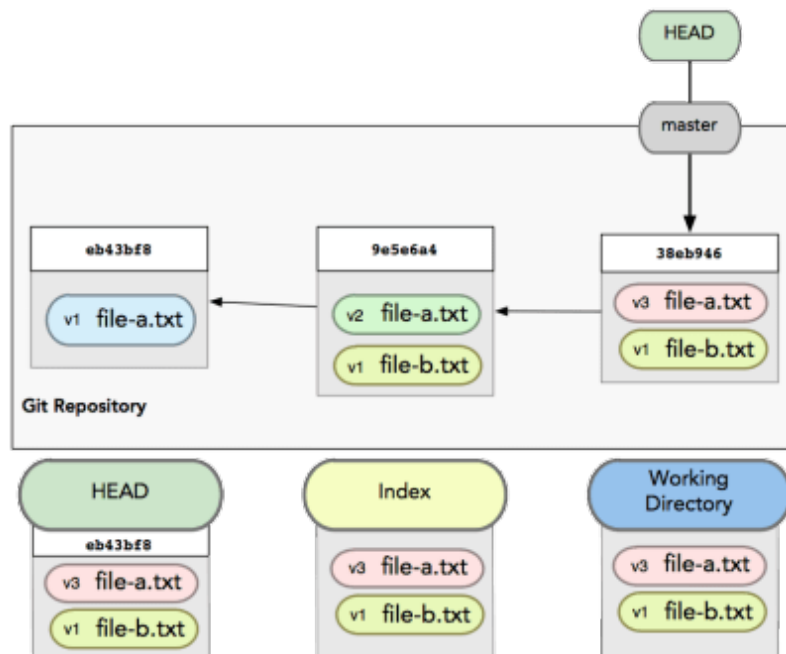 HEAD
master
eb43bf8
9e5e6a4
38eb946
v1 file-a.txt
v2 file-a.txt
v3 file-a.txt
v1 file-b.txt
v1 file-b.txt
Git Repository
HEAD
Index
Working
Directory
eb43bf8
v3 file-a.txt
v3 file-a.txt
v3 file-a.txt
v1 file-b.txt
v1 file-b.txt
v1 file-b.txt